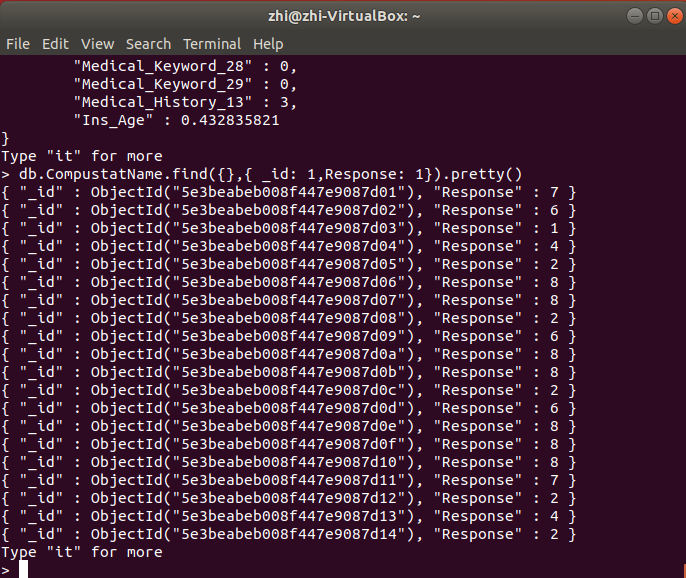 zhi@zhi-VirtualBox: ~
File Edit View Search Terminal Help
"Medical_Keyword_28" : 0,
"Medical_Keyword_29" : 0,
"Medical_History_13" : 3,
"Ins_Age" : 0.432835821
}
Type "it" for more
> db.CompustatName.find({},{ _id: 1,Response: 1}).pretty()
{ "_id" : ObjectId("5e3beabeb008f447e9087d01"), "Response" : 7 }
{ "_id" : ObjectId("5e3beabeb008f447e9087d02"), "Response" : 6 }
{ "_id" : ObjectId("5e3beabeb008f447e9087d03"), "Response" : 1 }
{ "_id" : ObjectId("5e3beabeb008f447e9087d04"), "Response" : 4 }
{ "_id" : ObjectId("5e3beabeb008f447e9087d05"), "Response" : 2 }
{ "_id" : ObjectId("5e3beabeb008f447e9087d06"), "Response" : 8 }
{ "_id" : ObjectId("5e3beabeb008f447e9087d07"), "Response" : 8 }
{ "_id" : ObjectId("5e3beabeb008f447e9087d08"), "Response" : 2 }
{ "_id" : ObjectId("5e3beabeb008f447e9087d09"), "Response" : 6 }
{ "_id" : ObjectId("5e3beabeb008f447e9087d0a"), "Response" : 8 }
{ "_id" : ObjectId("5e3beabeb008f447e9087d0b"), "Response" : 8 }
{ "_id" : ObjectId("5e3beabeb008f447e9087d0c"), "Response" : 2 }
{ "_id" : ObjectId("5e3beabeb008f447e9087d0d"), "Response" : 6 }
{ "_id" : ObjectId("5e3beabeb008f447e9087d0e"), "Response" : 8 }
{ "_id" : ObjectId("5e3beabeb008f447e9087d0f"), "Response" : 8 }
{ "_id" : ObjectId("5e3beabeb008f447e9087d10"), "Response" : 8 }
{ "_id" : ObjectId("5e3beabeb008f447e9087d11"), "Response" : 7 }
{ "_id" : ObjectId("5e3beabeb008f447e9087d12"), "Response" : 2 }
{ "_id" : ObjectId("5e3beabeb008f447e9087d13"), "Response" : 4 }
{ "_id" : ObjectId("5e3beabeb008f447e9087d14"), "Response" : 2 }
Type "it" for more
>